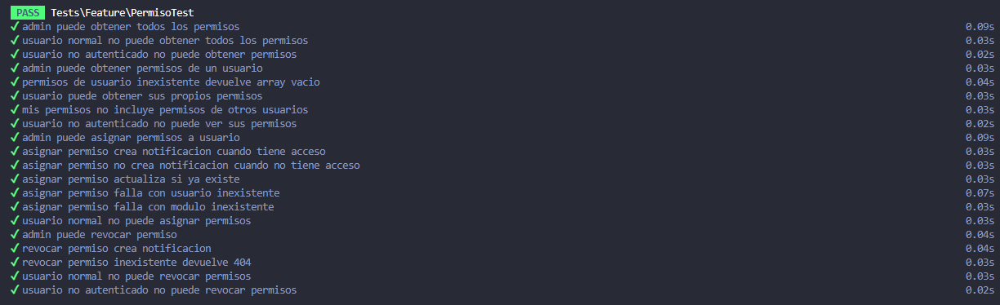 PASS Tests\Feature\PermisoTest
✓ admin puede obtener todos los permisos 0.09s
✓ usuario normal no puede obtener todos los permisos 0.03s
✓ usuario no autenticado no puede obtener permisos 0.02s
✓ admin puede obtener permisos de un usuario 0.03s
✓ permisos de usuario inexistente devuelve array vacio 0.04s
✓ usuario puede obtener sus propios permisos 0.03s
✓ mis permisos no incluye permisos de otros usuarios 0.03s
✓ usuario no autenticado no puede ver sus permisos 0.02s
✓ admin puede asignar permisos a usuario 0.09s
✓ asignar permiso crea notificacion cuando tiene acceso 0.03s
✓ asignar permiso no crea notificacion cuando no tiene acceso 0.03s
✓ asignar permiso actualiza si ya existe 0.03s
✓ asignar permiso falla con usuario inexistente 0.07s
✓ asignar permiso falla con modulo inexistente 0.03s
✓ usuario normal no puede asignar permisos 0.03s
✓ admin puede revocar permiso 0.04s
✓ revocar permiso crea notificacion 0.04s
✓ revocar permiso inexistente devuelve 404 0.03s
✓ usuario normal no puede revocar permisos 0.03s
✓ usuario no autenticado no puede revocar permisos 0.02s